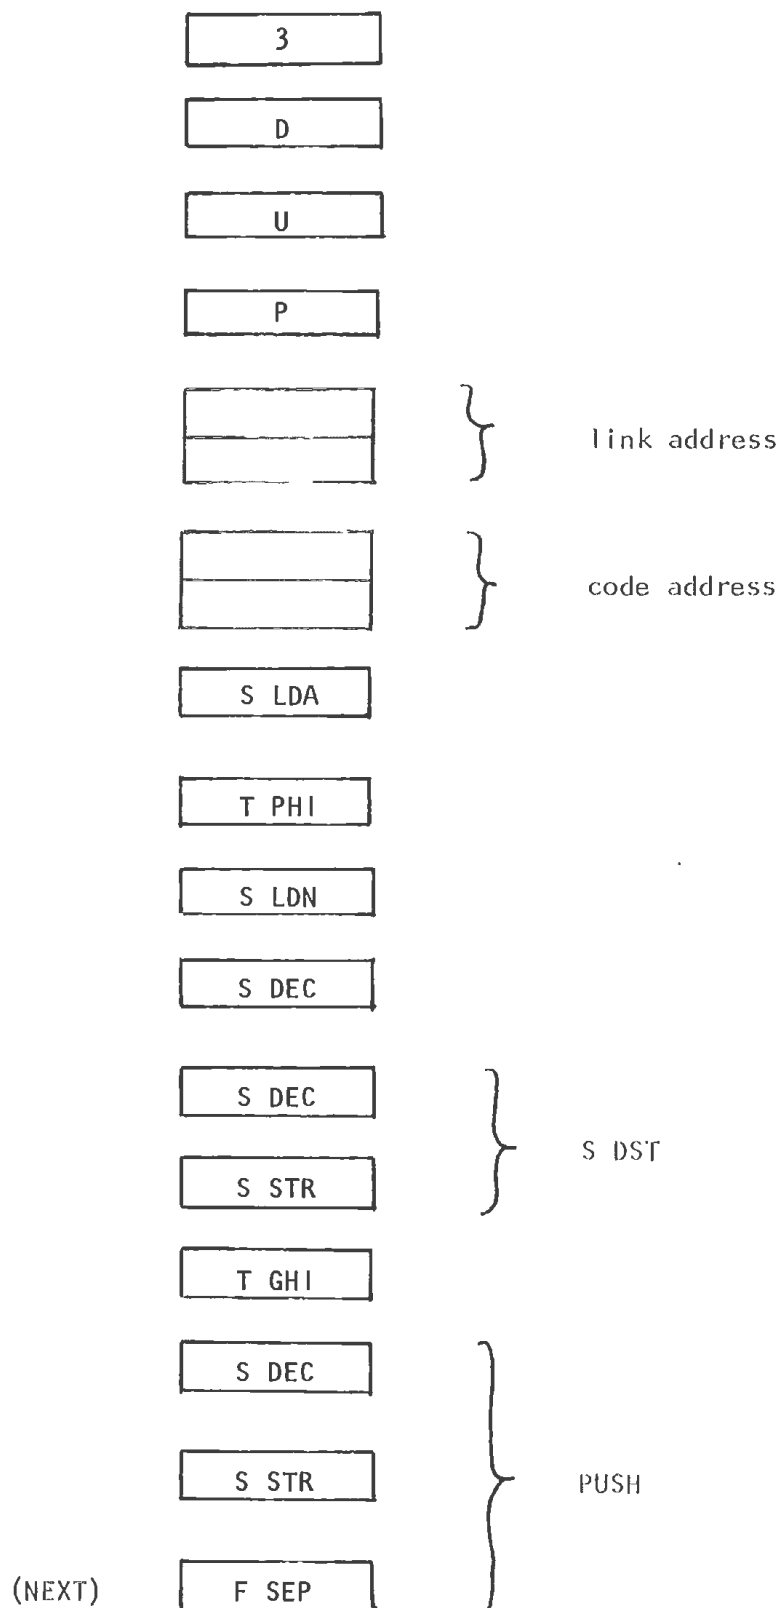 3
D
U
P
link address
code address
S LDA
T PHI
S LDN
S DEC
S DEC
S DST
S STR
T GHI
S DEC
S STR
PUSH
(NEXT) F SEP